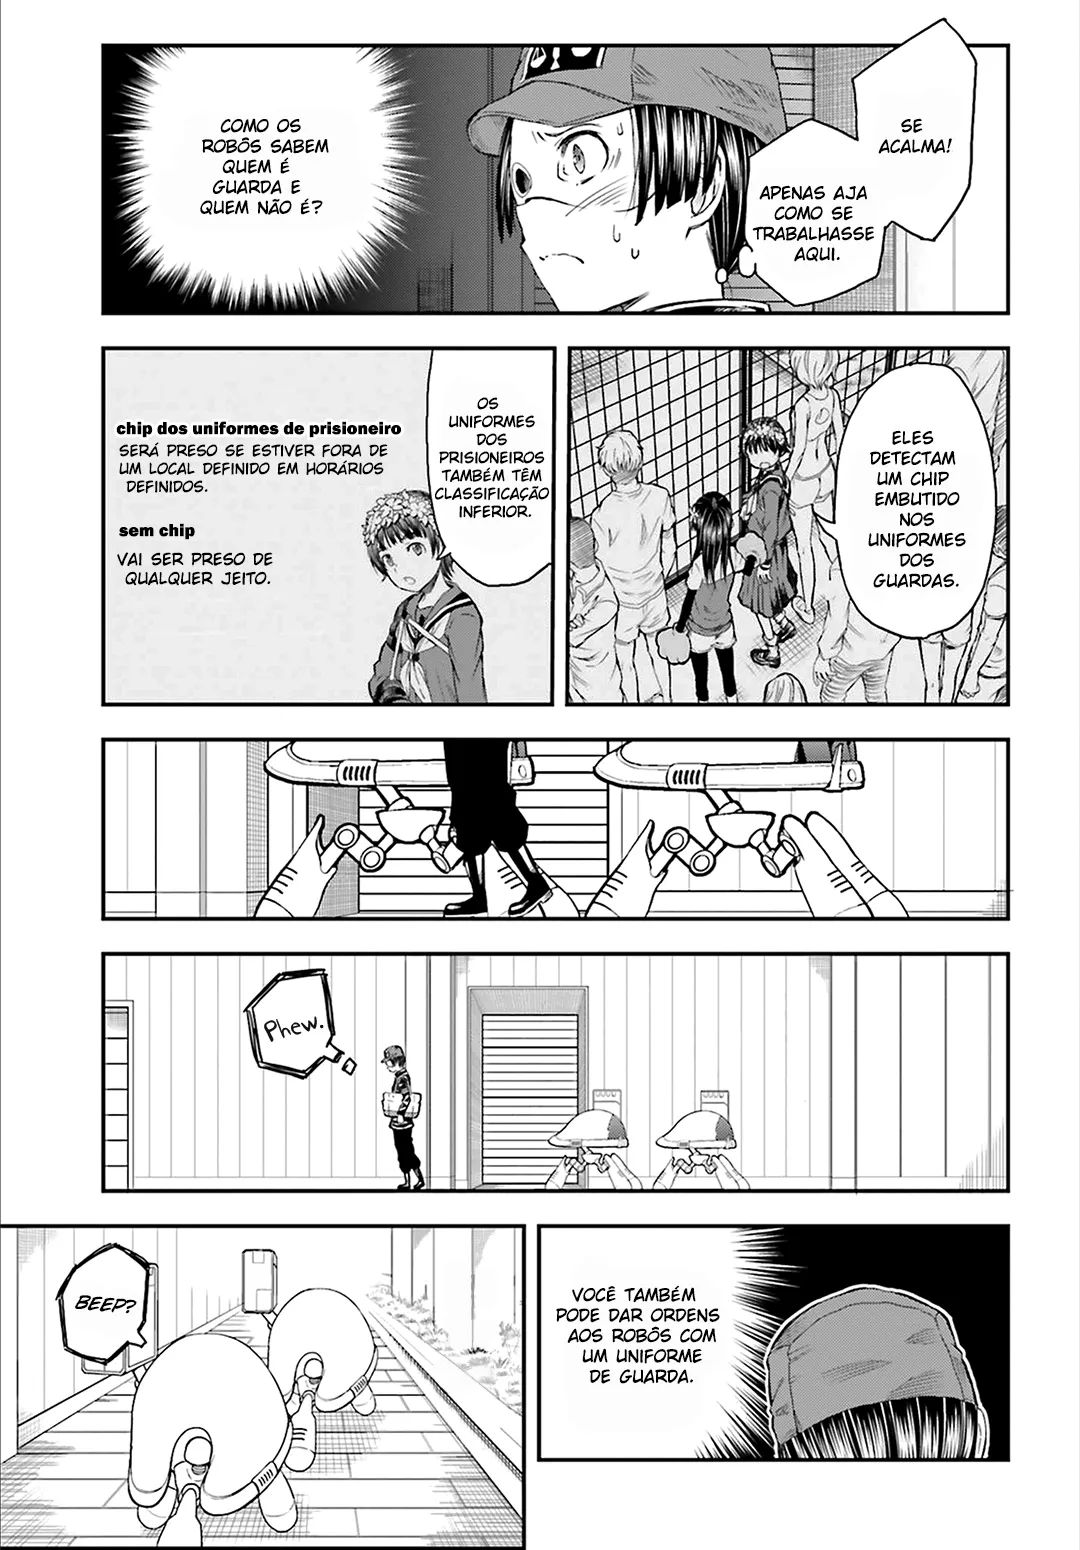 SE
ACALMA!
APENAS AJA
COMO SE
TRABALHASSE
AQUI.
COMO OS
ROBÔS SABEM
QUEM É
GUARDA E
QUEM NÃO É?
ELES
DETECTAM
UM CHIP
EMBUTIDO
NOS
UNIFORMES
DOS
GUARDAS.
OS
UNIFORMES
DOS
PRISIONEIROS
TAMBÉM TÊM
CLASSIFICAÇÃO
INFERIOR.
chip dos uniformes de prisioneiro
SERÁ PRESO SE ESTIVER FORA DE
UM LOCAL DEFINIDO EM HORÁRIOS
DEFINIDOS.
sem chip
VAI SER PRESO DE
QUALQUER JEITO.
Phew.
VOCÊ TAMBÉM
PODE DAR ORDENS
AOS ROBÔS COM
UM UNIFORME
DE GUARDA.
BEEP?